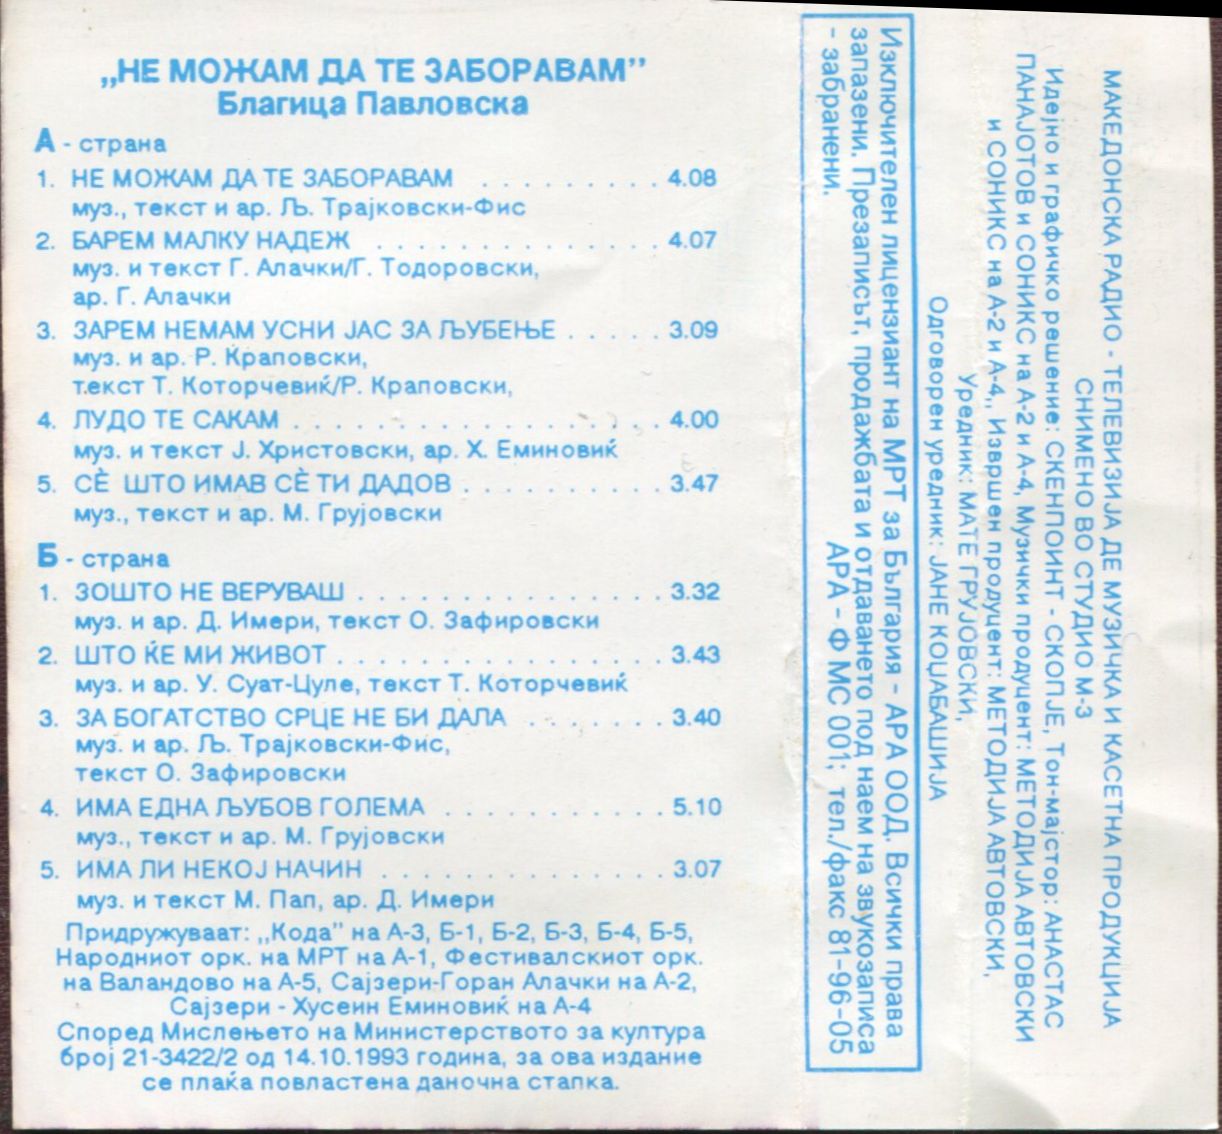 „НЕ МОЖАМ ДА ТЕ ЗАБОРАВАМ”
Благица Павловска
А - страна
1. НЕ МОЖАМ ДА ТЕ ЗАБОРАВАМ . . . . . . . . . 4.08
муз., текст и ар. Љ. Трајковски-Фис
2. БАРЕМ МАЛКУ НАДЕЖ . . . . . . . . . . . . . . 4.07
муз. и текст Г. Алачки/Г. Тодоровски,
ар. Г. Алачки
3. ЗАРЕМ НЕМАМ УСНИ ЈАС ЗА ЉУБЕЊЕ . . . . . 3.09
муз. и ар. Р. Краповски,
т.екст Т. Которчевиќ/Р. Краповски,
4. ЛУДО ТЕ САКАМ . . . . . . . . . . . . . . . . . 4.00
муз. и текст Ј. Христовски, ар. Х. Еминовиќ
5. СЀ ШТО ИМАВ СЀ ТИ ДАДОВ . . . . . . . . . . 3.47
муз., текст и ар. М. Грујовски
Б - страна
1. ЗОШТО НЕ ВЕРУВАШ . . . . . . . . . . . . . . . 3.32
муз. и ар. Д. Имери, текст О. Зафировски
2. ШТО ЌЕ МИ ЖИВОТ . . . . . . . . . . . . . . . . 3.43
муз. и ар. У. Суат-Цуле, текст Т. Которчевиќ
3. ЗА БОГАТСТВО СРЦЕ НЕ БИ ДАЛА . . . . . . . 3.40
муз. и ар. Љ. Трајковски-Фис,
текст О. Зафировски
4. ИМА ЕДНА ЉУБОВ ГОЛЕМА . . . . . . . . . . . 5.10
муз., текст и ар. М. Грујовски
5. ИМА ЛИ НЕКОЈ НАЧИН . . . . . . . . . . . . . . 3.07
муз. и текст М. Пап, ар. Д. Имери
Придружуваат: „Кода” на А-3, Б-1, Б-2, Б-3, Б-4, Б-5,
Народниот орк. на МРТ на А-1, Фестивалскиот орк.
на Валандово на А-5, Сајзери-Горан Алачки на А-2,
Сајзери - Хусеин Еминовиќ на А-4
Според Мислењето на Министерството за култура
број 21-3422/2 од 14.10.1993 година, за ова издание
се плаќа повластена даночна стапка.
МАКЕДОНСКА РАДИО - ТЕЛЕВИЗИЈА ДЕ МУЗИЧКА И КАСЕТНА ПРОДУКЦИЈА
СНИМЕНО ВО СТУДИО М-3
Идејно и графичко решение: СКЕНПОИНТ - СКОПЈЕ, Тон-мајстор: АНАСТАС
ПАНАЈОТОВ и СОНИКС на А-2 и А-4, Музички продуцент: МЕТОДИЈА АВТОВСКИ
и СОНИКС на А-2 и А-4,, Извршен продуцент: МЕТОДИЈА АВТОВСКИ,
Уредник: МАТЕ ГРУЈОВСКИ,
Одговорен уредник: ЈАНЕ КОЏАБАШИЈА
Изключителен лицензиант на МРТ за България - АРА ООД. Всички права
запазени. Презаписът, продажбата и отдаването под наем на звукозаписа
- забранени. АРА - Ф МС 001; тел./факс 81-96-05